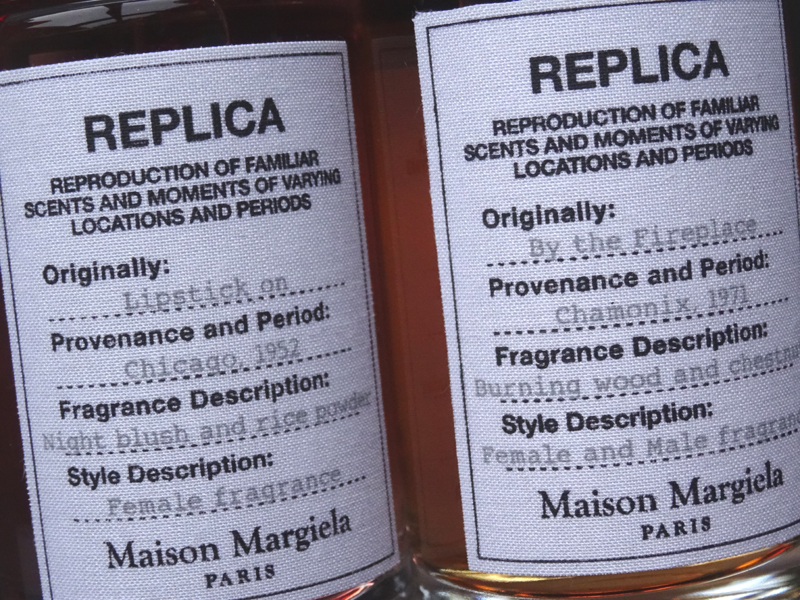 REPLICA
REPRODUCTION OF FAMILIAR
SCENTS AND MOMENTS OF VARYING
LOCATIONS AND PERIODS
Originally:
Lipstick on
Provenance and Period:
Chicago, 1952
Fragrance Description:
Night blush and rice powder
Style Description:
Female fragrance
Maison Margiela
PARIS
REPLICA
REPRODUCTION OF FAMILIAR
SCENTS AND MOMENTS OF VARYING
LOCATIONS AND PERIODS
Originally:
By the Fireplace
Provenance and Period:
Chamonix, 1971
Fragrance Description:
Burning wood and chestnu
Style Description:
Female and Male fragran
Maison Margiela
PARIS